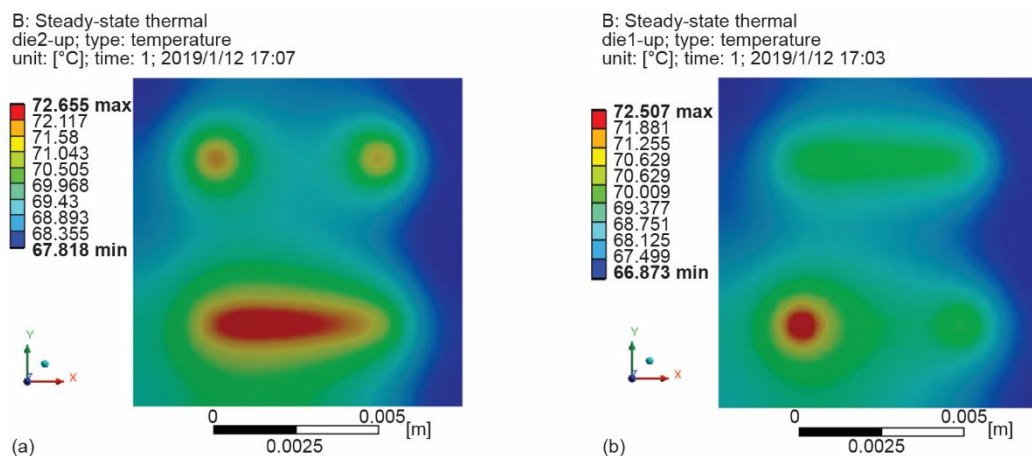 B: Steady-state thermal
die2-up; type: temperature
unit: [°C]; time: 1; 2019/1/12 17:07
72.655 max
72.117
71.58
71.043
70.505
69.968
69.43
68.893
68.355
67.818 min
Y
Z
X
0
0.005
[m]
0.0025
(a)
B: Steady-state thermal
die1-up; type: temperature
unit: [°C]; time: 1; 2019/1/12 17:03
72.507 max
71.881
71.255
70.629
70.629
70.009
69.377
68.751
68.125
67.499
66.873 min
Y
Z
X
0
0.005
[m]
0.0025
(b)